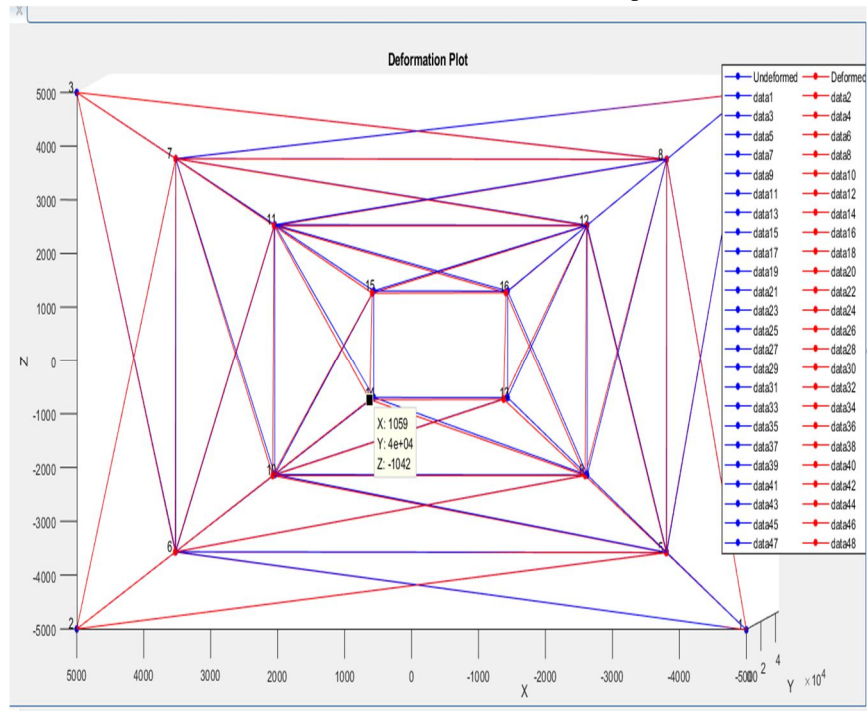 Deformation Plot
Undeformed Deformed
data1 data2
data3 data4
data5 data6
data7 data8
data9 data10
data11 data12
data13 data14
data15 data16
data17 data18
data19 data20
data21 data22
data23 data24
data25 data26
data27 data28
data29 data30
data31 data32
data33 data34
data35 data36
data37 data38
data39 data40
data41 data42
data43 data44
data45 data46
data47 data48
5000
4000
3000
2000
1000
0
-1000
-2000
-3000
-4000
-5000
Z
3
7
8
11
12
15
16
X: 1059
Y: 4e+04
Z: -1042
10
6
5
2
1
5000 4000 3000 2000 1000 0 -1000 -2000 -3000 -4000 -5000
X
0 2 4
Y ×10⁴